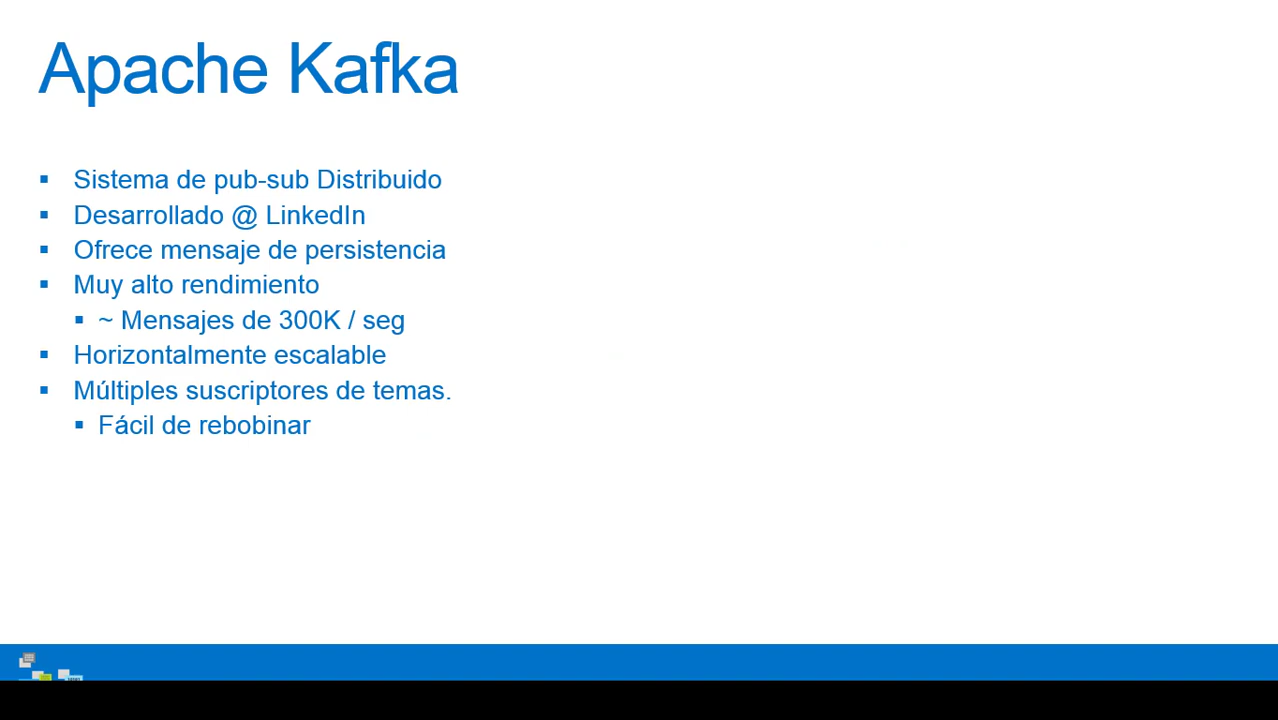 Apache Kafka
▪ Sistema de pub-sub Distribuido
▪ Desarrollado @ LinkedIn
▪ Ofrece mensaje de persistencia
▪ Muy alto rendimiento
▪ ~ Mensajes de 300K / seg
▪ Horizontalmente escalable
▪ Múltiples suscriptores de temas.
▪ Fácil de rebobinar